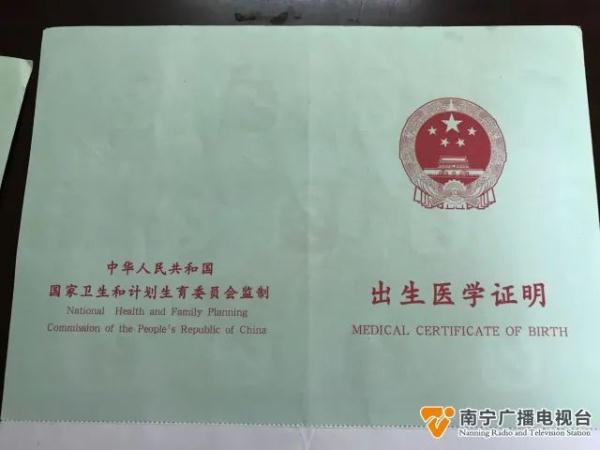 中华人民共和国
国家卫生和计划生育委员会监制
National Health and Family Planning
Commission of the People's Republic of China
出生医学证明
MEDICAL CERTIFICATE OF BIRTH
南宁广播电视台
Nanning Radio and Television Station